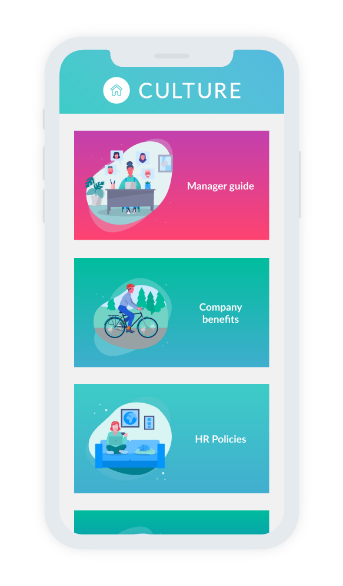 CULTURE
Manager guide
Company
benefits
HR Policies